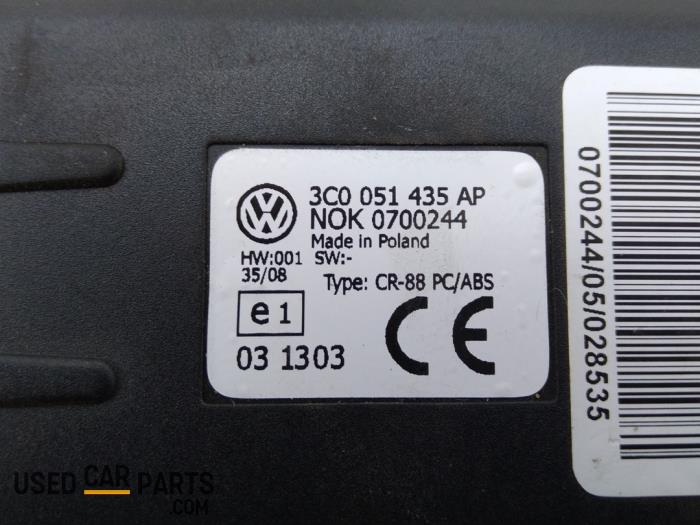 3C0 051 435 AP
NOK 0700244
Made in Poland
HW:001 SW:-
35/08
Type: CR-88 PC/ABS
e1
03 1303
CE
0700244/05/028535
USED CAR PARTS
.COM